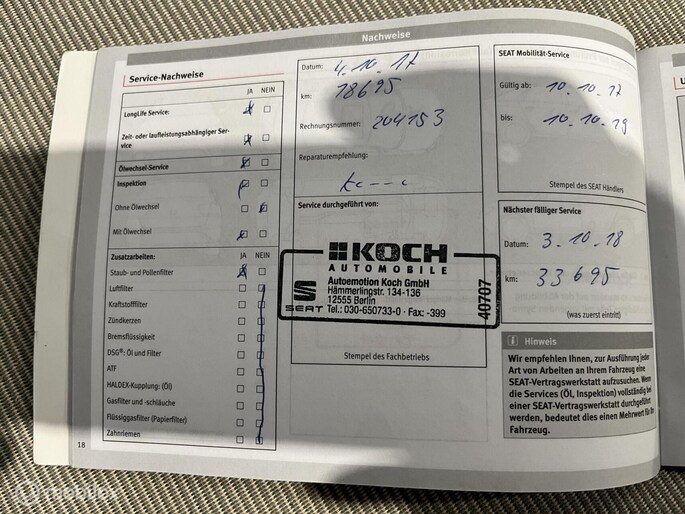 Nachweise
Service-Nachweise
JA NEIN
LongLife Service:
Zeit- oder laufleistungsabhängiger Ser-
vice
Ölwechsel-Service
Inspektion
Ohne Ölwechsel
Mit Ölwechsel
Zusatzarbeiten: JA NEIN
Staub- und Pollenfilter
Luftfilter
Kraftstofffilter
Zündkerzen
Bremsflüssigkeit
DSG®: Öl und Filter
ATF
HALDEX-Kupplung: (Öl)
Gasfilter und -schläuche
Flüssiggasfilter (Papierfilter)
Zahnriemen
18
Datum: 4.10.17
km: 18695
Rechnungsnummer: 204153
Reparaturempfehlung:
Service durchgeführt von:
KOCH
AUTOMOBILE
Autoemotion Koch GmbH
Hämmerlingstr. 134-136
12555 Berlin
SEAT Tel.: 030-650733-0 · Fax: -399
40707
Stempel des Fachbetriebs
SEAT Mobilität-Service
Gültig ab: 10.10.17
bis: 10.10.19
Stempel des SEAT Händlers
Nächster fälliger Service
Datum: 3.10.18
km: 33695
(was zuerst eintritt)
Hinweis
Wir empfehlen Ihnen, zur Ausführung jeder
Art von Arbeiten an Ihrem Fahrzeug eine
SEAT-Vertragswerkstatt aufzusuchen. Wenn
die Services (Öl, Inspektion) vollständig bei
einer SEAT-Vertragswerkstatt durchgeführt
werden, bedeutet dies einen Mehrwert für Ihr
Fahrzeug.
mobilox